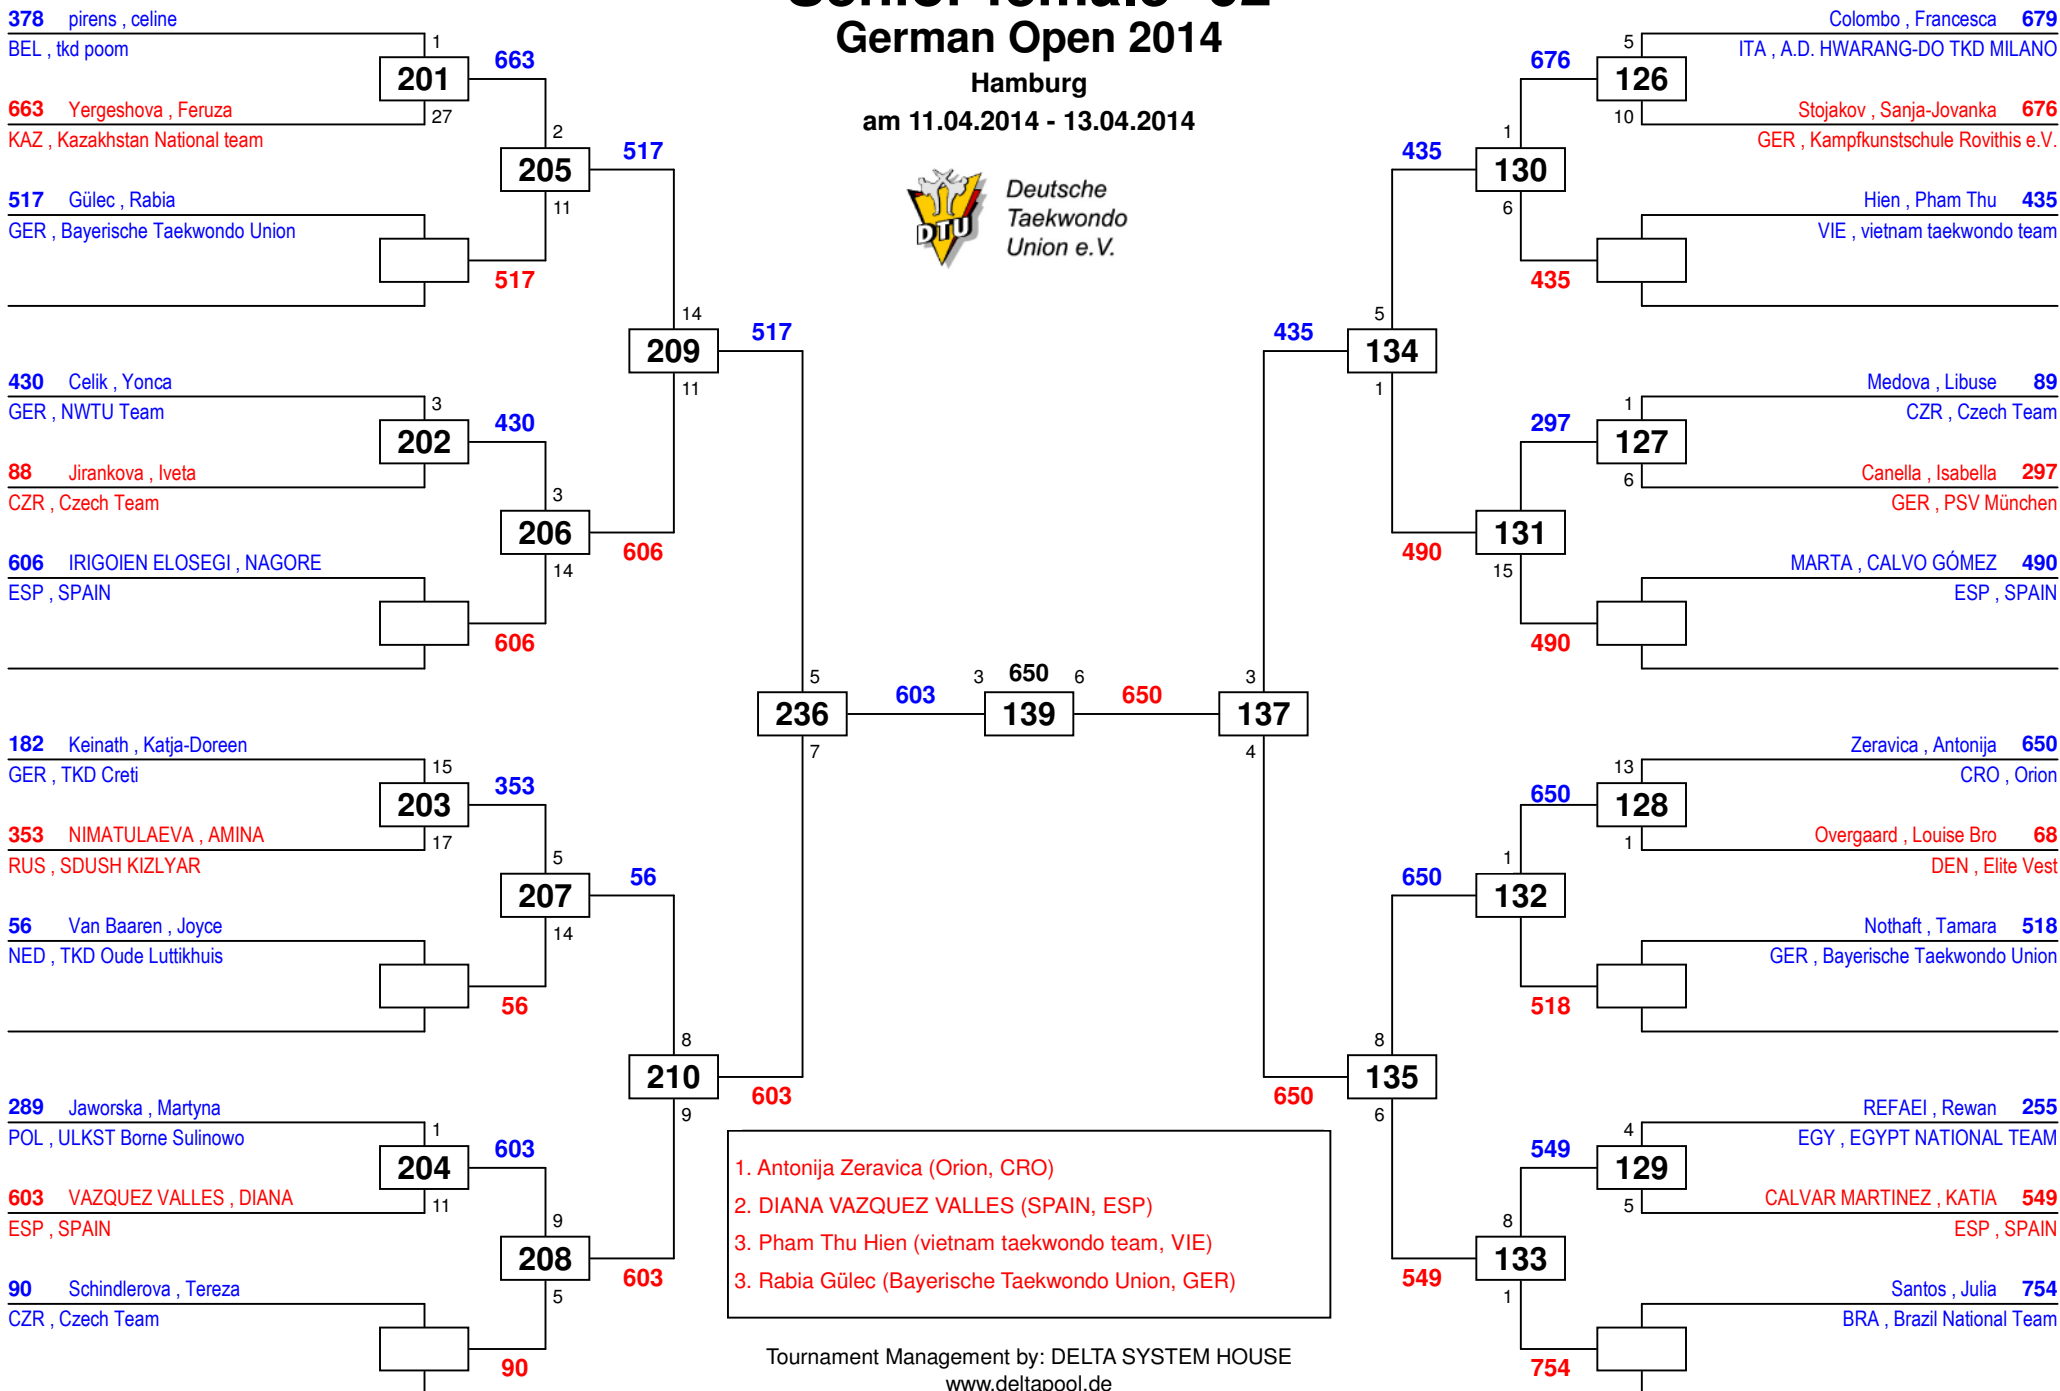 Senior female -62
German Open 2014
Hamburg
am 11.04.2014 - 13.04.2014
DTU
Deutsche
Taekwondo
Union e.V.
378 pirens , celine
BEL , tkd poom
1
201
663
27
663 Yergeshova , Feruza
KAZ , Kazakhstan National team
2
205
517
11
517 Gülec , Rabia
GER , Bayerische Taekwondo Union
517
14
209
517
11
430 Celik , Yonca
GER , NWTU Team
3
202
430
88 Jirankova , Iveta
CZR , Czech Team
3
206
606
14
606 IRIGOIEN ELOSEGI , NAGORE
ESP , SPAIN
606
5
236
603
7
182 Keinath , Katja-Doreen
GER , TKD Creti
15
203
353
17
353 NIMATULAEVA , AMINA
RUS , SDUSH KIZLYAR
5
207
56
14
56 Van Baaren , Joyce
NED , TKD Oude Luttikhuis
56
8
210
603
9
289 Jaworska , Martyna
POL , ULKST Borne Sulinowo
1
204
603
11
603 VAZQUEZ VALLES , DIANA
ESP , SPAIN
9
208
603
5
90 Schindlerova , Tereza
CZR , Czech Team
90
3 650 6
139
650
Colombo , Francesca 679
ITA , A.D. HWARANG-DO TKD MILANO
5
676
126
10
Stojakov , Sanja-Jovanka 676
GER , Kampfkunstschule Rovithis e.V.
1
435
130
6
Hien , Pham Thu 435
VIE , vietnam taekwondo team
435
5
435
134
1
Medova , Libuse 89
CZR , Czech Team
1
297
127
6
Canella , Isabella 297
GER , PSV München
131
490
15
MARTA , CALVO GÓMEZ 490
ESP , SPAIN
490
3
137
4
Zeravica , Antonija 650
CRO , Orion
13
650
128
1
Overgaard , Louise Bro 68
DEN , Elite Vest
1
650
132
Nothaft , Tamara 518
GER , Bayerische Taekwondo Union
518
8
135
650
6
REFAEI , Rewan 255
EGY , EGYPT NATIONAL TEAM
4
549
129
5
CALVAR MARTINEZ , KATIA 549
ESP , SPAIN
8
133
549
1
Santos , Julia 754
BRA , Brazil National Team
754
1. Antonija Zeravica (Orion, CRO)
2. DIANA VAZQUEZ VALLES (SPAIN, ESP)
3. Pham Thu Hien (vietnam taekwondo team, VIE)
3. Rabia Gülec (Bayerische Taekwondo Union, GER)
Tournament Management by: DELTA SYSTEM HOUSE
www.deltapool.de